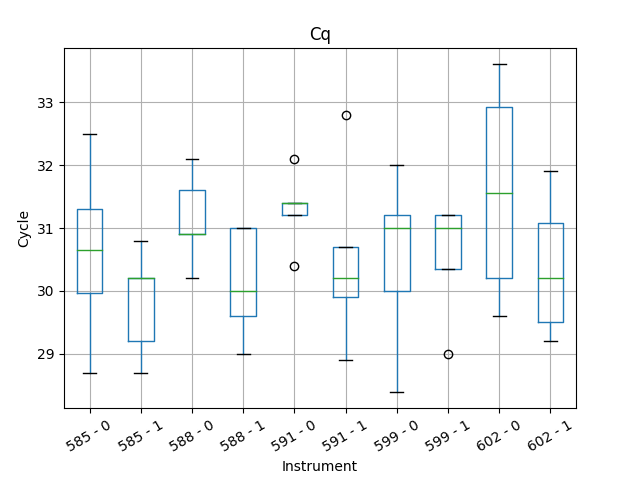 Cq
Cycle
33
32
31
30
29
585 - 0
585 - 1
588 - 0
588 - 1
591 - 0
591 - 1
599 - 0
599 - 1
602 - 0
602 - 1
Instrument